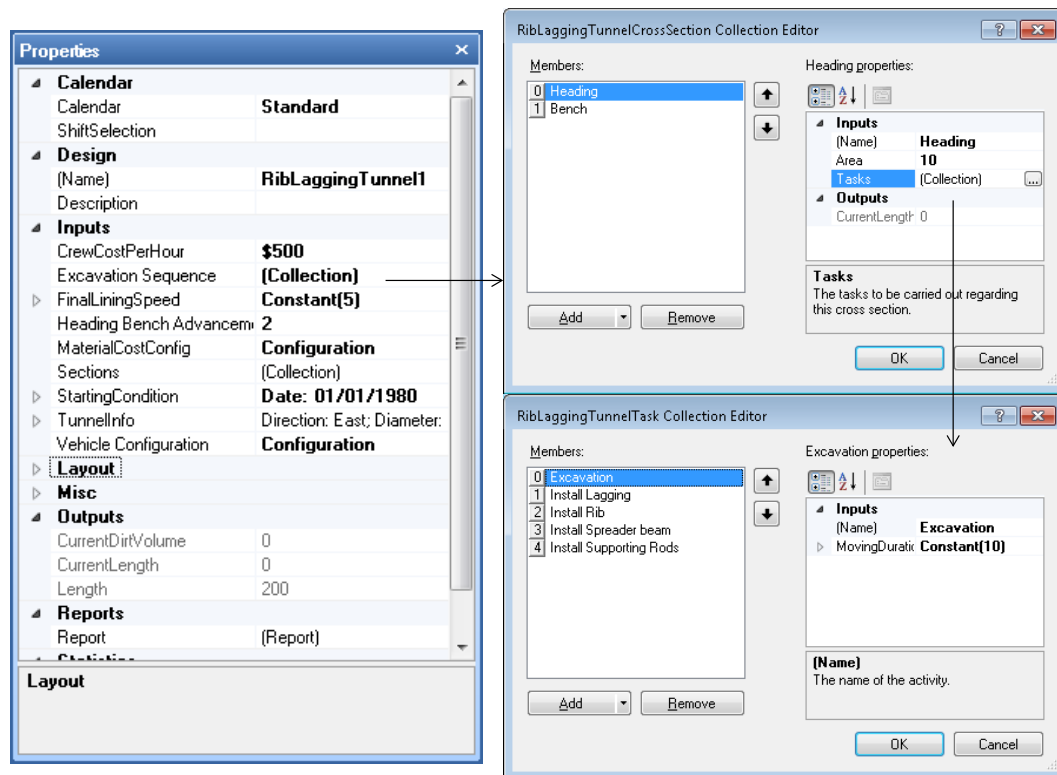 Properties
Calendar
Calendar Standard
ShiftSelection
Design
(Name) RibLaggingTunnel1
Description
Inputs
CrewCostPerHour $500
Excavation Sequence (Collection)
FinalLiningSpeed Constant(5)
Heading Bench Advancem 2
MaterialCostConfig Configuration
Sections (Collection)
StartingCondition Date: 01/01/1980
TunnelInfo Direction: East; Diameter:
Vehicle Configuration Configuration
Layout
Misc
Outputs
CurrentDirtVolume 0
CurrentLength 0
Length 200
Reports
Report (Report)
Statistics
Layout
RibLaggingTunnelCrossSection Collection Editor
Members:
0 Heading
1 Bench
Add
Remove
Heading properties:
Inputs
(Name) Heading
Area 10
Tasks (Collection) ...
Outputs
CurrentLength 0
Tasks
The tasks to be carried out regarding
this cross section.
OK
Cancel
RibLaggingTunnelTask Collection Editor
Members:
0 Excavation
1 Install Lagging
2 Install Rib
3 Install Spreader beam
4 Install Supporting Rods
Add
Remove
Excavation properties:
Inputs
(Name) Excavation
MovingDuratic Constant(10)
(Name)
The name of the activity.
OK
Cancel